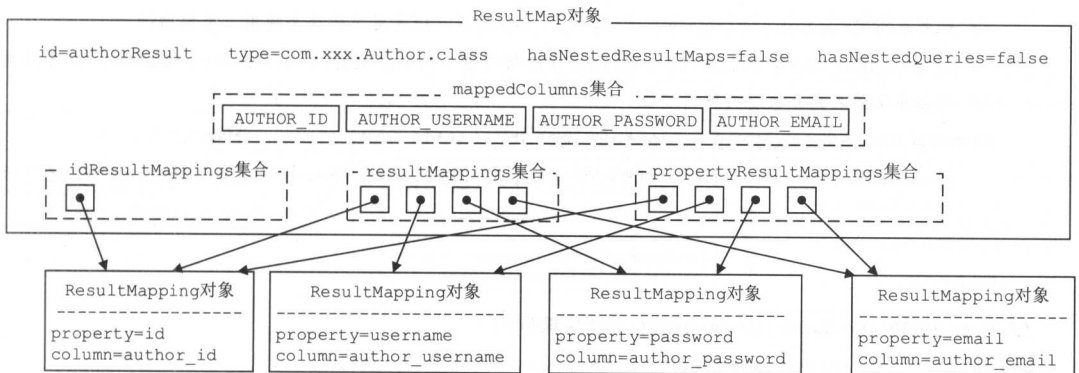 ResultMap对象
id=authorResult type=com.xxx.Author.class hasNestedResultMaps=false hasNestedQueries=false
mappedColumns集合
AUTHOR_ID AUTHOR_USERNAME AUTHOR_PASSWORD AUTHOR_EMAIL
idResultMappings集合 resultMappings集合 propertyResultMappings集合
ResultMapping对象
property=id
column=author_id
ResultMapping对象
property=username
column=author_username
ResultMapping对象
property=password
column=author_password
ResultMapping对象
property=email
column=author_email